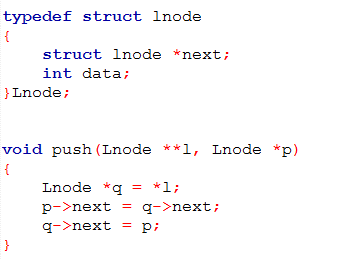 typedef struct lnode
{
    struct lnode *next;
    int data;
}Lnode;
void push(Lnode **l, Lnode *p)
{
    Lnode *q = *l;
    p->next = q->next;
    q->next = p;
}